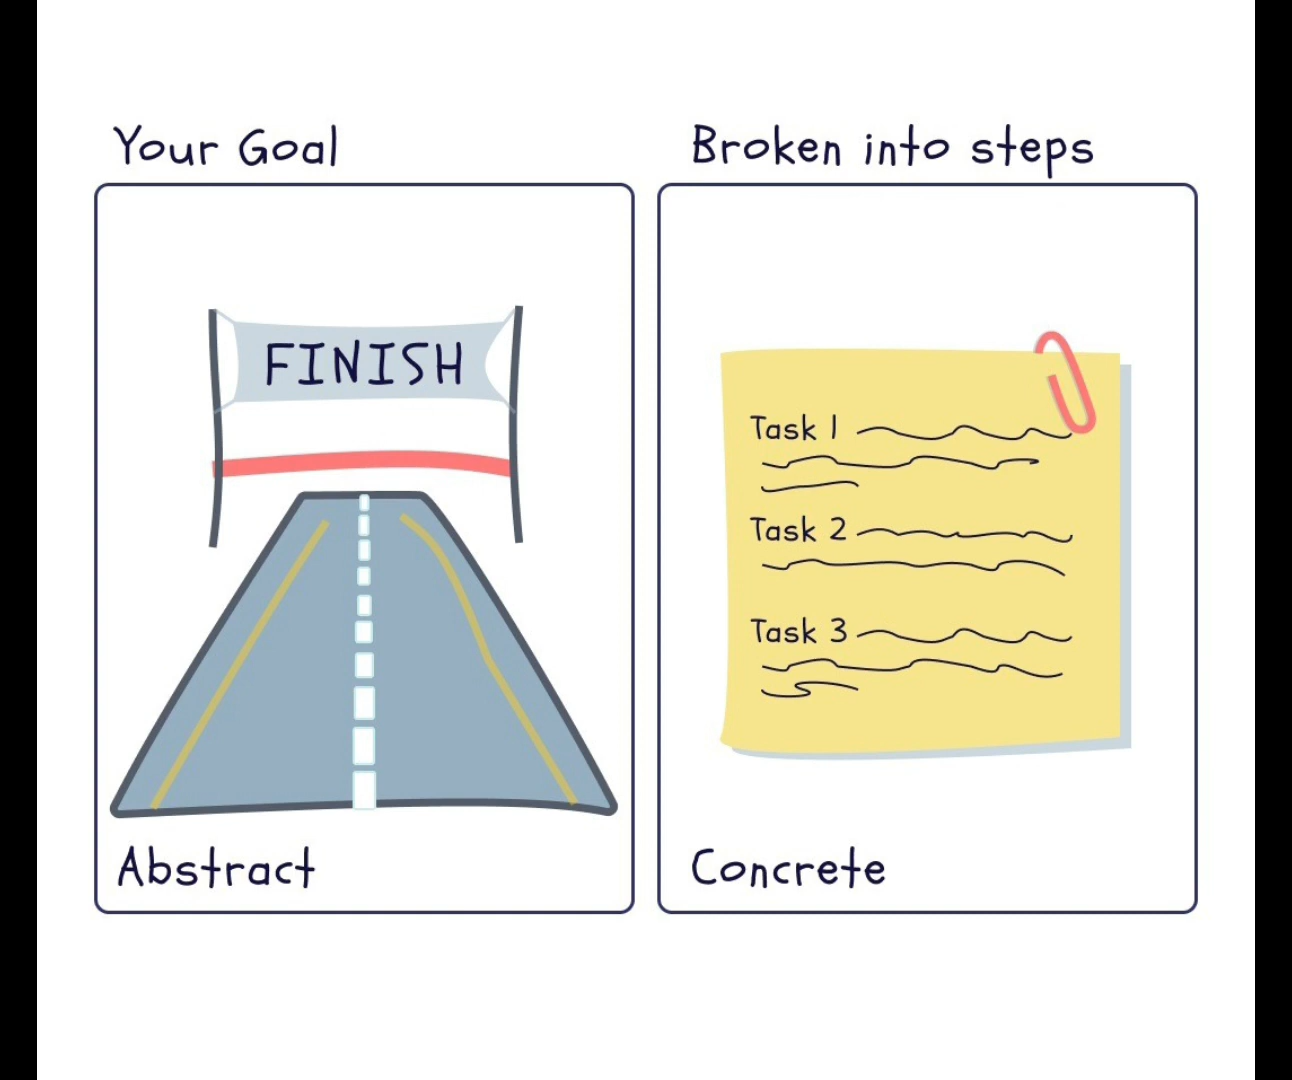 Your Goal
Broken into steps
FINISH
Task 1
Task 2
Task 3
Abstract
Concrete